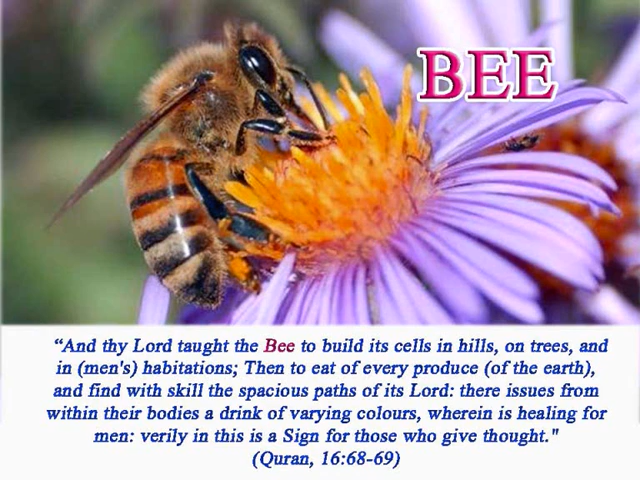 BEE
“And thy Lord taught the Bee to build its cells in hills, on trees, and
in (men's) habitations; Then to eat of every produce (of the earth),
and find with skill the spacious paths of its Lord: there issues from
within their bodies a drink of varying colours, wherein is healing for
men: verily in this is a Sign for those who give thought."
(Quran, 16:68-69)